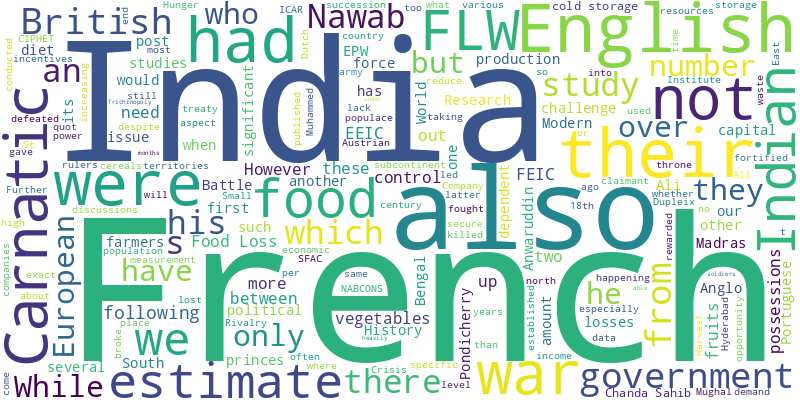 India
French
English
also
British
had
who
Nawab
FLW
an
diet
post
EPW
force
but
production
number
study
not
over
Carnatic
were
food
their
Indian
his
which
they
he
European
have
we
only
war
from
While
estimate
there
government
CIPHET
Hunger
ICAR
end
incentives
most
conducted
studies
would
need
its
issue
still
increasing
significant
treaty
country
army
lack
populace
Dutch
succession
too
what
various
cold storage
resources
storage
reduce
so
into
time
East
challenge
Institute
used
waste
Modern
capital
has
World
Research
taking
out
published
Muhammed
Austrian
EEIC
one
led
Company
subcontinent
defeated
quot
power
gave
Trichinopoly
despite
aspect
rulers
cereals
territories
Further
St
when
However
these
control
Battle
another
will
months
FEIC
dependent
latter
fought
ago
18th
claimant
whether
Dupleix
no
our
other
Ali
throne
fortified
All
or
discussions
first
Small
such
Food Loss
farmers
population
measurement
economic
SFAC
century
secure
killed
Anwaruddin
two
rewarded
Madras
Portuguese
possessions
high
companies
exact
about
following
between
more
political
per
same
NABCONS
Bengal
up
north
happening
Anglo
especially
Hyderabad
opportunity
several
place
broke
lost
Rivalry
South
princes
often
where
vegetables
History
Crisis
heavily
specific
Pondicherry
years
than
level
established
amount
income
losses
data
fruits
Harvest
soldiers
able
come
Chanda Sahib
Mughal
demand
under
s
t